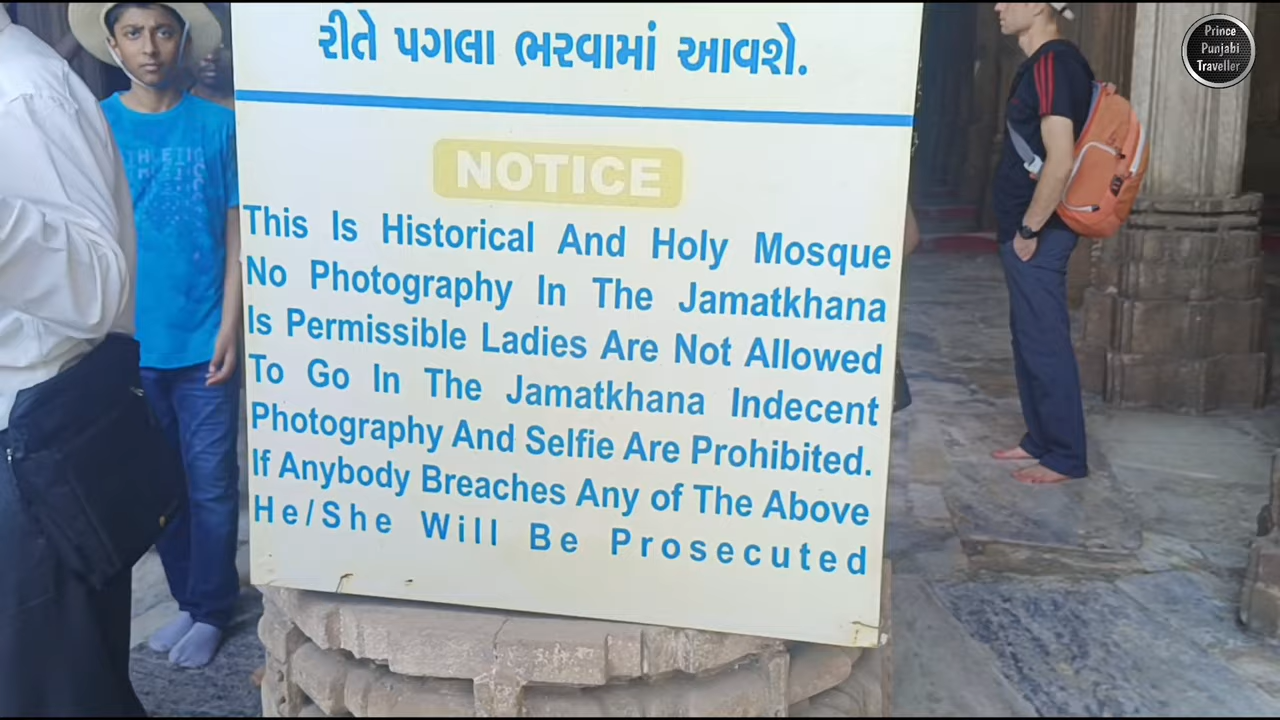 રીતે પગલા ભરવામાં આવશે.
NOTICE
This Is Historical And Holy Mosque
No Photography In The Jamatkhana
Is Permissible Ladies Are Not Allowed
To Go In The Jamatkhana Indecent
Photography And Selfie Are Prohibited.
If Anybody Breaches Any of The Above
He/She Will Be Prosecuted
Prince
Punjabi
Traveller